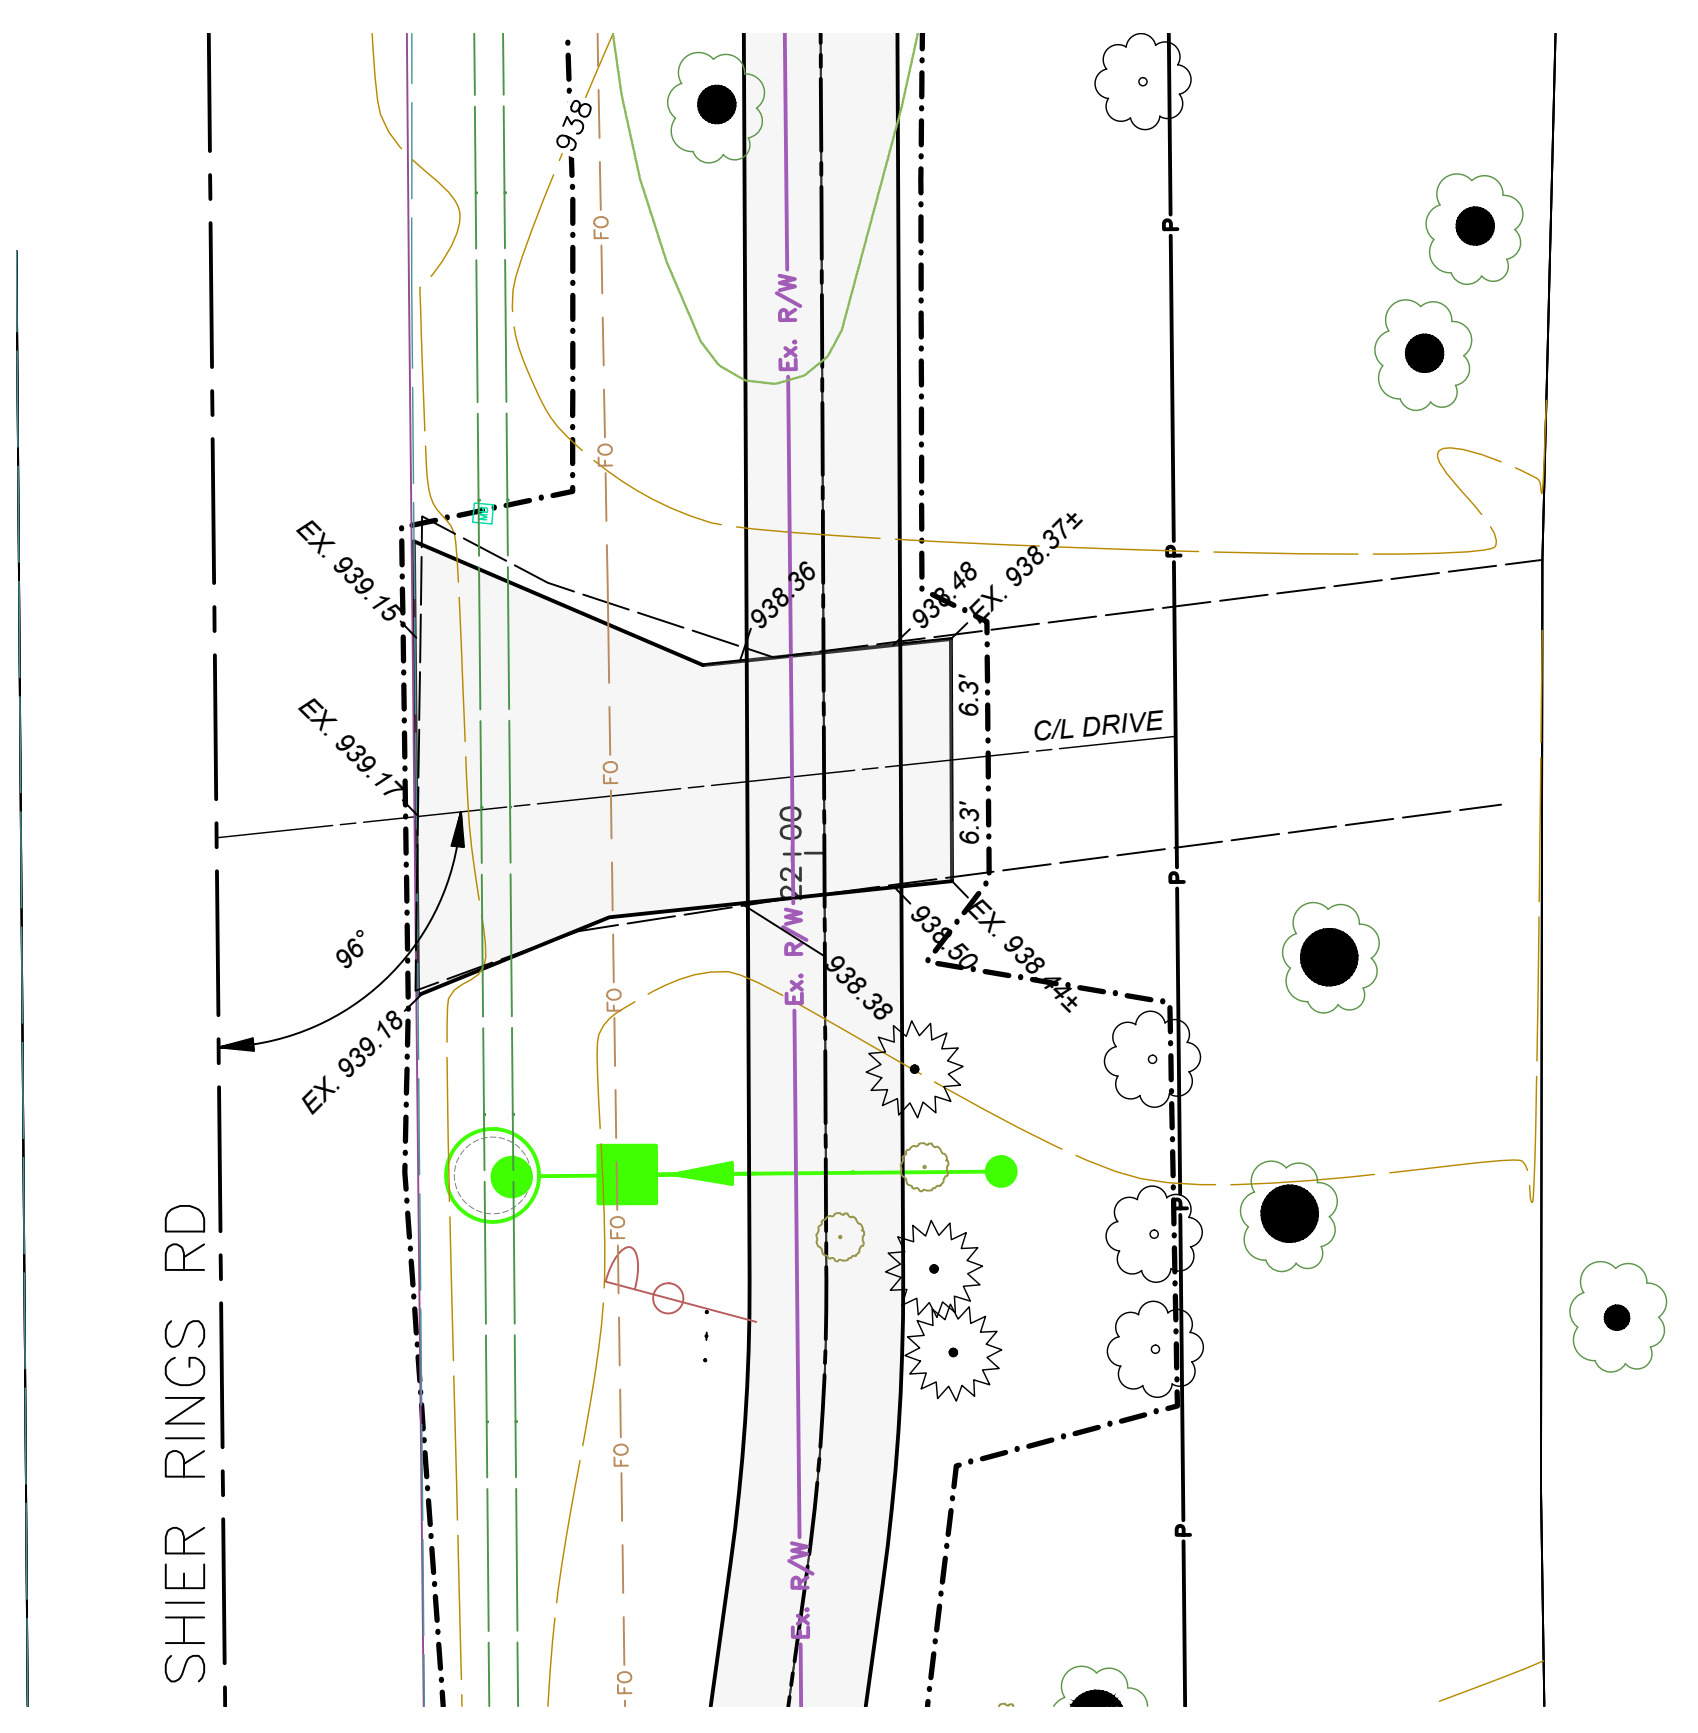 938
FO
P
Ex. R/W
FO
MB
P
EX. 939.15
938.36
938.48
EX. 938.37±
6.3'
EX. 939.17
C/L DRIVE
FO
6.3'
22+00
P
96°
Ex. R/W
938.50
EX. 938.44±
938.38
FO
EX. 939.18
P
FO
SHIER RINGS RD
FO
P
Ex. R/W
FO